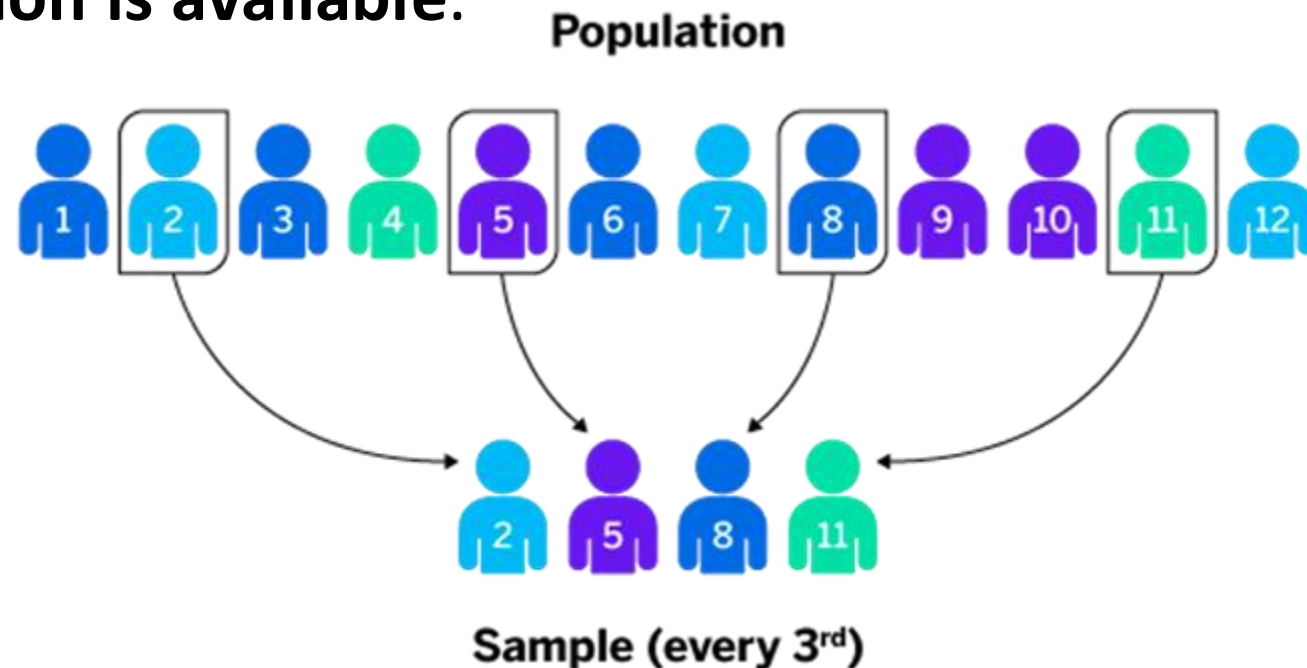 is available.
Population
1 2 3 4 5 6 7 8 9 10 11 12
2 5 8 11
Sample (every 3rd)